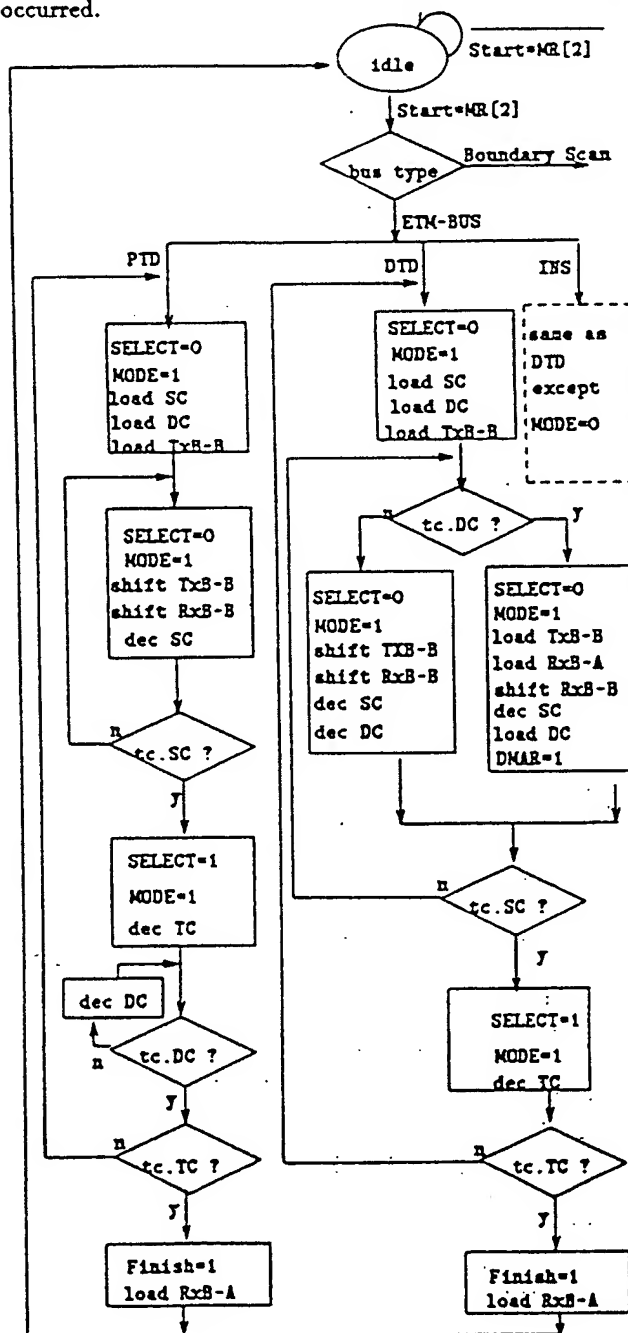 occurred.
idle
Start*MR[2]
Start*MR[2]
bus type
Boundary Scan
ETM-BUS
PTD
DTD
INS
SELECT=0
MODE=1
load SC
load DC
load TxB-B
SELECT=0
MODE=1
load SC
load DC
load TxB-B
same as
DTD
except
MODE=0
SELECT=0
MODE=1
shift TxB-B
shift RxB-B
dec SC
n
tc.DC ?
y
SELECT=0
MODE=1
shift TXB-B
shift RxB-B
dec SC
dec DC
SELECT=0
MODE=1
load TxB-B
load RxB-A
shift RxB-B
dec SC
load DC
DMAR=1
n
tc.SC ?
y
SELECT=1
MODE=1
dec TC
n
tc.SC ?
y
dec DC
n
tc.DC ?
y
SELECT=1
MODE=1
dec TC
n
tc.TC ?
y
n
tc.TC ?
y
Finish=1
load RxB-A
Finish=1
load RxB-A